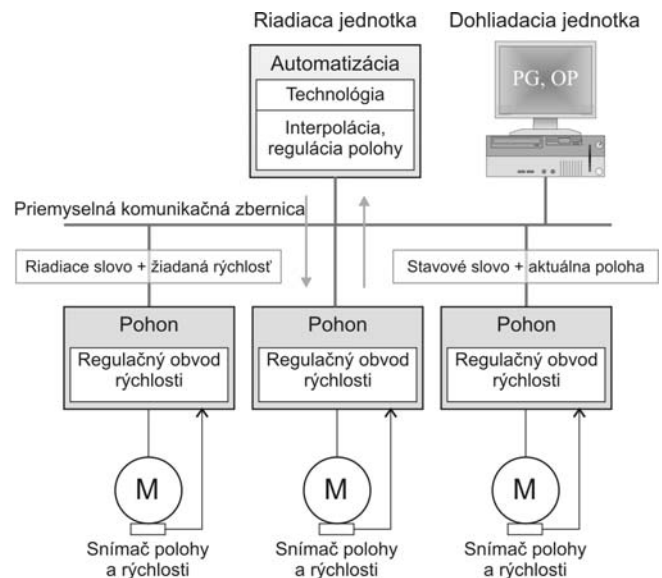 Riadiaca jednotka
Dohliadacia jednotka
Automatizácia
Technológia
Interpolácia,
regulácia polohy
PG, OP
Priemyselná komunikačná zbernica
Riadiace slovo + žiadaná rýchlosť
Stavové slovo + aktuálna poloha
Pohon
Regulačný obvod
rýchlosti
Pohon
Regulačný obvod
rýchlosti
Pohon
Regulačný obvod
rýchlosti
M
M
M
Snímač polohy
a rýchlosti
Snímač polohy
a rýchlosti
Snímač polohy
a rýchlosti